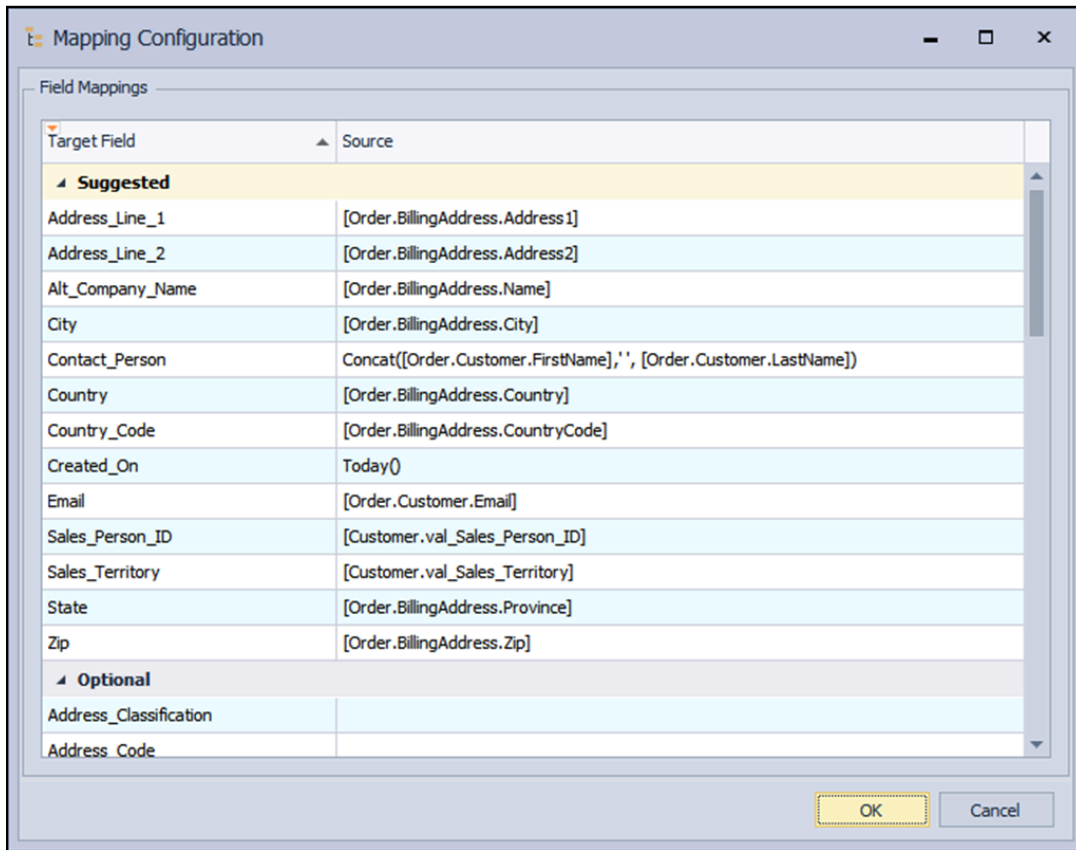 Mapping Configuration
Field Mappings
Target Field Source
Suggested
Address_Line_1 [Order.BillingAddress.Address1]
Address_Line_2 [Order.BillingAddress.Address2]
Alt_Company_Name [Order.BillingAddress.Name]
City [Order.BillingAddress.City]
Contact_Person Concat([Order.Customer.FirstName],' ', [Order.Customer.LastName])
Country [Order.BillingAddress.Country]
Country_Code [Order.BillingAddress.CountryCode]
Created_On Today()
Email [Order.Customer.Email]
Sales_Person_ID [Customer.val_Sales_Person_ID]
Sales_Territory [Customer.val_Sales_Territory]
State [Order.BillingAddress.Province]
Zip [Order.BillingAddress.Zip]
Optional
Address_Classification
Address_Code
OK Cancel